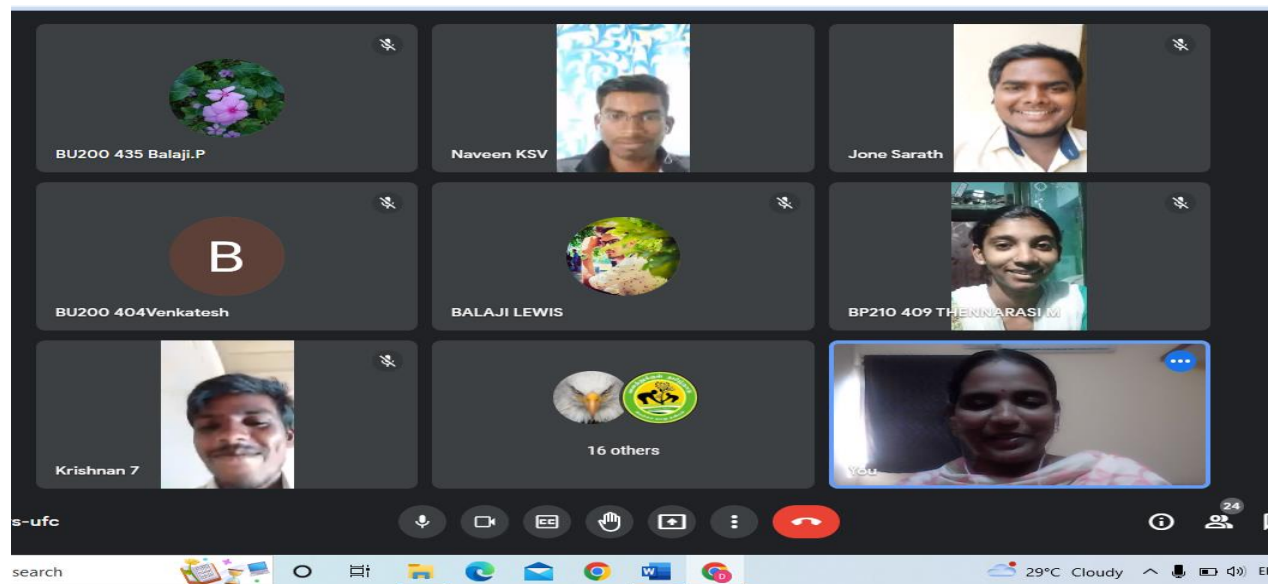 BU200 435 Balaji.P
Naveen KSV
Jone Sarath
B
BU200 404Venkatesh
BALAJI LEWIS
BP210 409 THENNARASI M
Krishnan 7
16 others
You
s-ufc
CC
24
search
W
D
29°C Cloudy